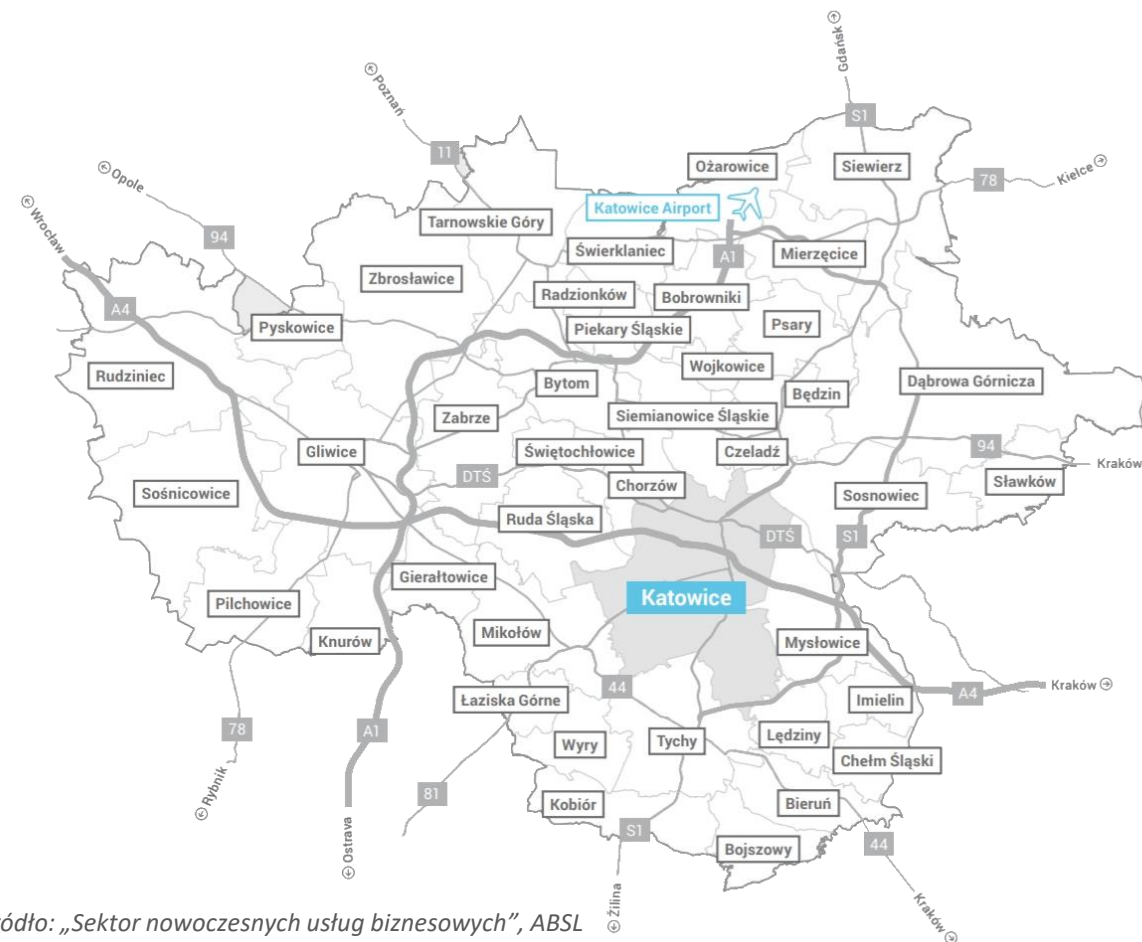 Gdańsk
Poznań
S1
11
Ożarowice
Siewierz
Opole
Kielce
78
Katowice Airport
Wrocław
Tarnowskie Góry
94
Świerklaniec
A1
Mierzęcice
Zbrosławice
Radzionków
Bobrowniki
A4
Pyskowice
Piekary Śląskie
Psary
Rudziniec
Wojkowice
Bytom
Będzin
Dąbrowa Górnicza
Zabrze
Siemianowice Śląskie
Gliwice
Świętochłowice
Czeladź
94
Kraków
DTŚ
Chorzów
Sławków
Sośnicowice
Sosnowiec
Ruda Śląska
DTŚ
S1
Gierałtowice
Katowice
Pilchowice
Knurów
Mikołów
Mysłowice
44
Kraków
A4
Łaziska Górne
Imielin
78
A1
Wyry
Tychy
Lędziny
Chełm Śląski
Rybnik
81
Kobiór
Bieruń
S1
44
Ostrava
Bojszowy
Žilina
Kraków
ródło: „Sektor nowoczesnych usług biznesowych”, ABSL